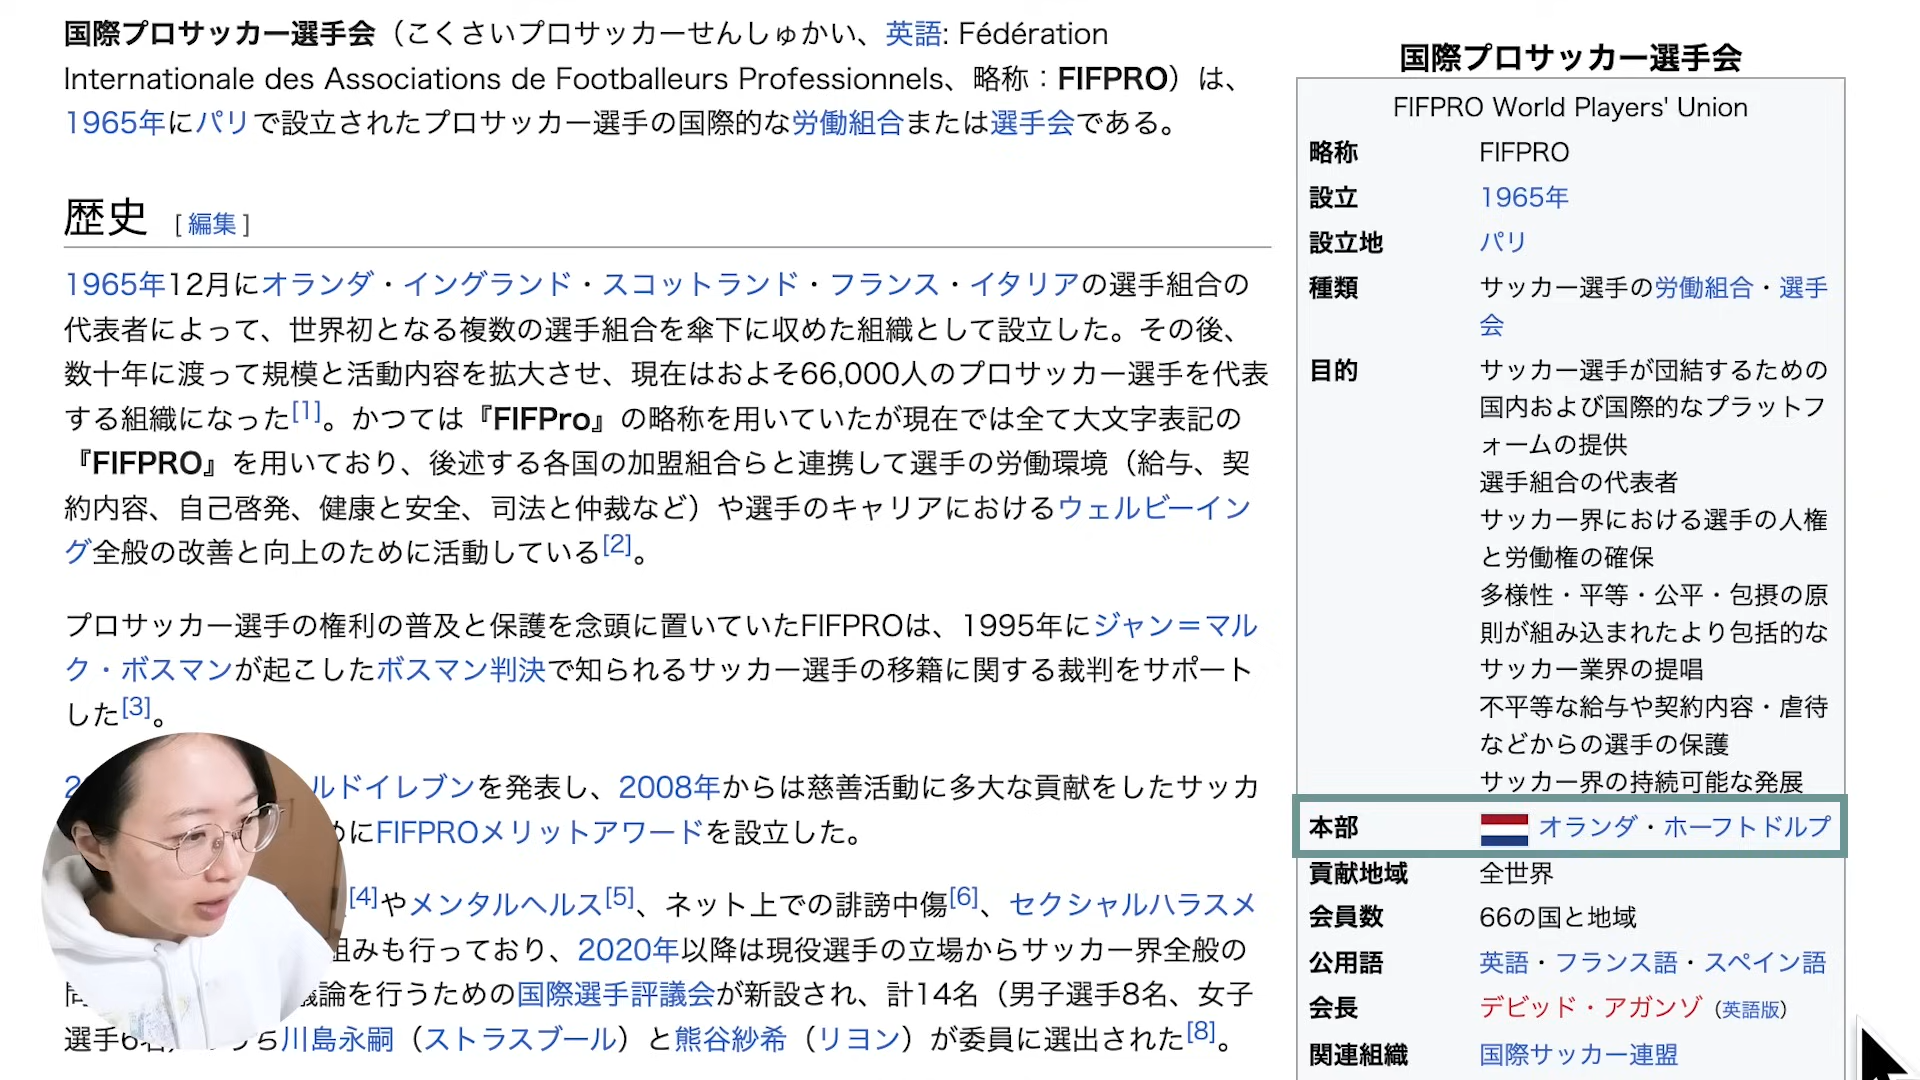 国際プロサッカー選手会（こくさいプロサッカーせんしゅかい、英語: Fédération
Internationale des Associations de Footballeurs Professionnels、略称：FIFPRO）は、
1965年にパリで設立されたプロサッカー選手の国際的な労働組合または選手会である。
歴史 [編集]
1965年12月にオランダ・イングランド・スコットランド・フランス・イタリアの選手組合の
代表者によって、世界初となる複数の選手組合を傘下に収めた組織として設立した。その後、
数十年に渡って規模と活動内容を拡大させ、現在はおよそ66,000人のプロサッカー選手を代表
する組織になった[1]。かつては『FIFPro』の略称を用いていたが現在では全て大文字表記の
『FIFPRO』を用いており、後述する各国の加盟組合らと連携して選手の労働環境（給与、契
約内容、自己啓発、健康と安全、司法と仲裁など）や選手のキャリアにおけるウェルビーイン
グ全般の改善と向上のために活動している[2]。
プロサッカー選手の権利の普及と保護を念頭に置いていたFIFPROは、1995年にジャン＝マル
ク・ボスマンが起こしたボスマン判決で知られるサッカー選手の移籍に関する裁判をサポート
した[3]。
ルドイレブンを発表し、2008年からは慈善活動に多大な貢献をしたサッカ
めにFIFPROメリットアワードを設立した。
[4]やメンタルヘルス[5]、ネット上での誹謗中傷[6]、セクシャルハラスメ
組みも行っており、2020年以降は現役選手の立場からサッカー界全般の
議論を行うための国際選手評議会が新設され、計14名（男子選手8名、女子
選手6名）のうち川島永嗣（ストラスブール）と熊谷紗希（リヨン）が委員に選出された[8]。
国際プロサッカー選手会
FIFPRO World Players' Union
略称 FIFPRO
設立 1965年
設立地 パリ
種類 サッカー選手の労働組合・選手
会
目的 サッカー選手が団結するための
国内および国際的なプラットフ
ォームの提供
選手組合の代表者
サッカー界における選手の人権
と労働権の確保
多様性・平等・公平・包摂の原
則が組み込まれたより包括的な
サッカー業界の提唱
不平等な給与や契約内容・虐待
などからの選手の保護
サッカー界の持続可能な発展
本部 オランダ・ホーフトドルプ
貢献地域 全世界
会員数 66の国と地域
公用語 英語・フランス語・スペイン語
会長 デビッド・アガンゾ（英語版）
関連組織 国際サッカー連盟